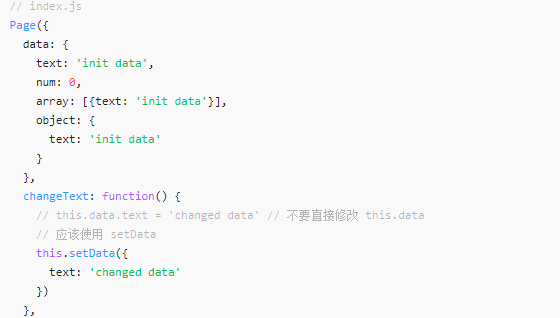 // index.js
Page({
  data: {
    text: 'init data',
    num: 0,
    array: [{text: 'init data'}],
    object: {
      text: 'init data'
    }
  },
  changeText: function() {
    // this.data.text = 'changed data' // 不要直接修改 this.data
    // 应该使用 setData
    this.setData({
      text: 'changed data'
    })
  },